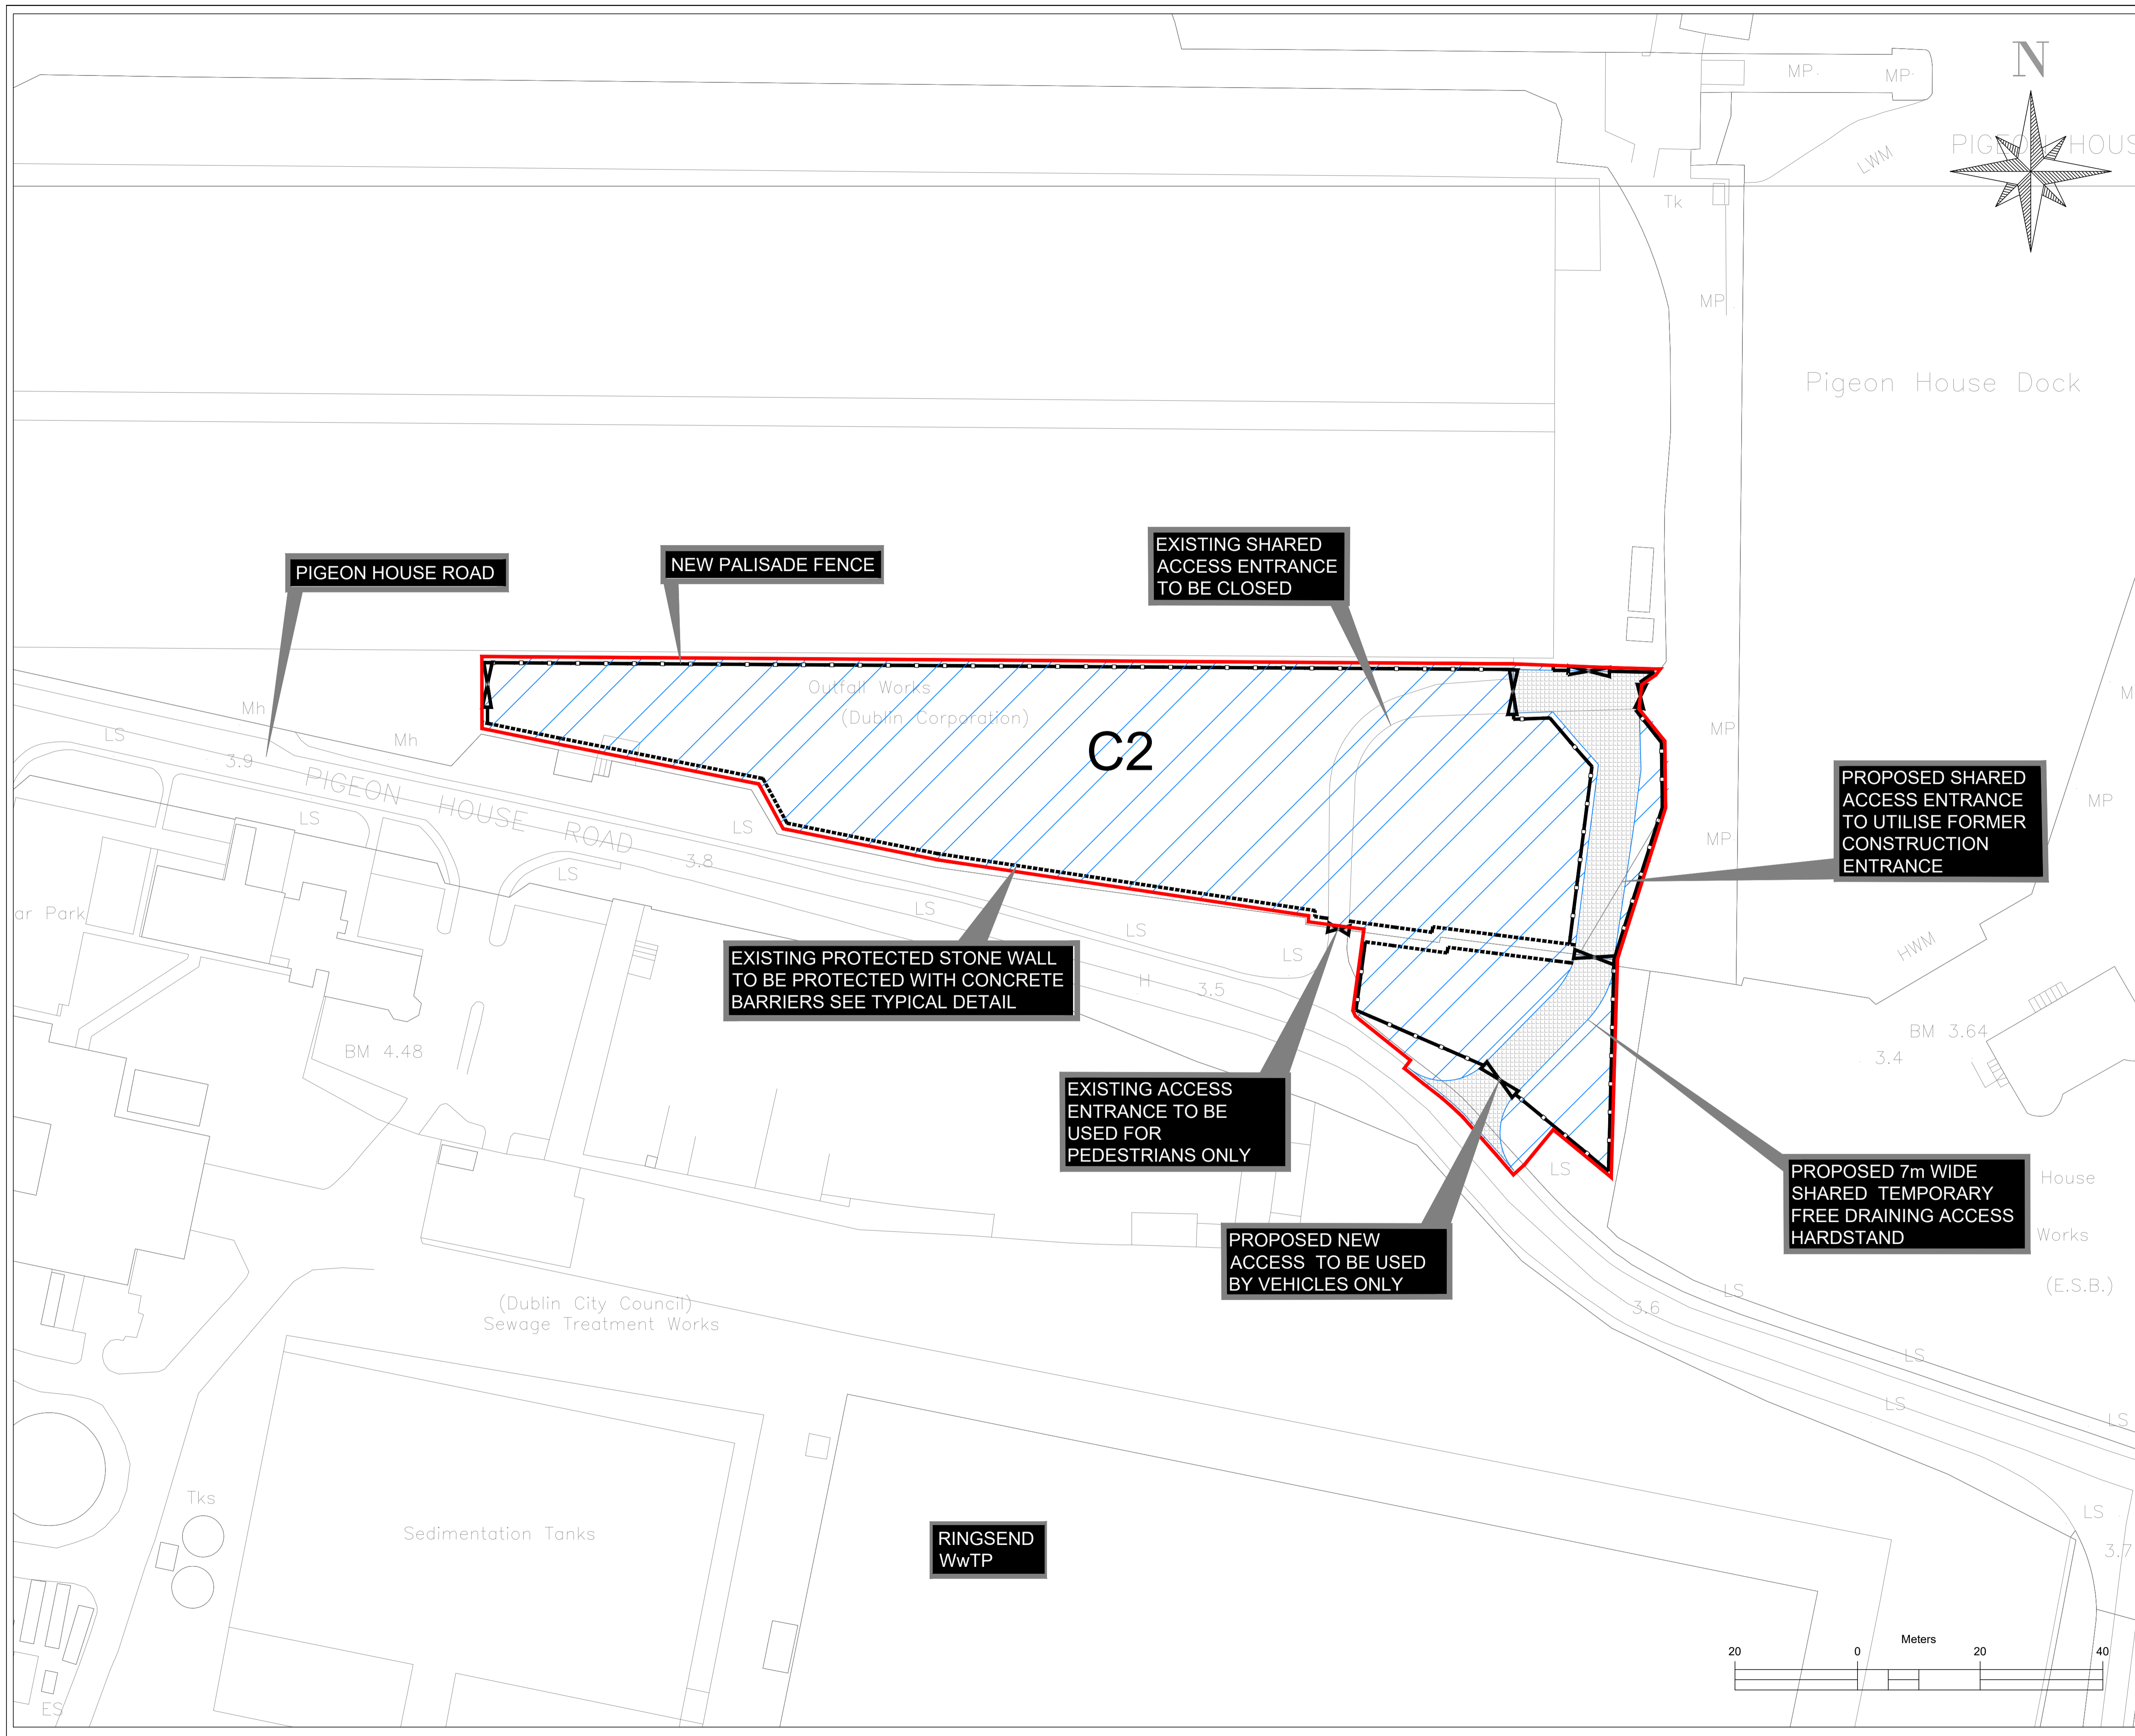 N
MP
MP
PIGEON HOUS
LWM
Tk
MP
Pigeon House Dock
EXISTING SHARED
ACCESS ENTRANCE
TO BE CLOSED
NEW PALISADE FENCE
PIGEON HOUSE ROAD
Outfall Works
(Dublin Corporation)
C2
Mh
Mh
LS
3.9
PIGEON HOUSE ROAD
LS
LS
3.8
LS
MP
M
MP
MP
PROPOSED SHARED
ACCESS ENTRANCE
TO UTILISE FORMER
CONSTRUCTION
ENTRANCE
ar Park
LS
LS
LS
HWM
EXISTING PROTECTED STONE WALL
TO BE PROTECTED WITH CONCRETE
BARRIERS SEE TYPICAL DETAIL
H
3.5
BM 4.48
BM 3.64
3.4
EXISTING ACCESS
ENTRANCE TO BE
USED FOR
PEDESTRIANS ONLY
LS
PROPOSED 7m WIDE
SHARED TEMPORARY
FREE DRAINING ACCESS
HARDSTAND
House
Works
(E.S.B.)
PROPOSED NEW
ACCESS TO BE USED
BY VEHICLES ONLY
(Dublin City Council)
Sewage Treatment Works
3.6
LS
LS
LS
LS
Tks
Sedimentation Tanks
RINGSEND
WwTP
LS
3.7
Meters
20 0 20 40
ES